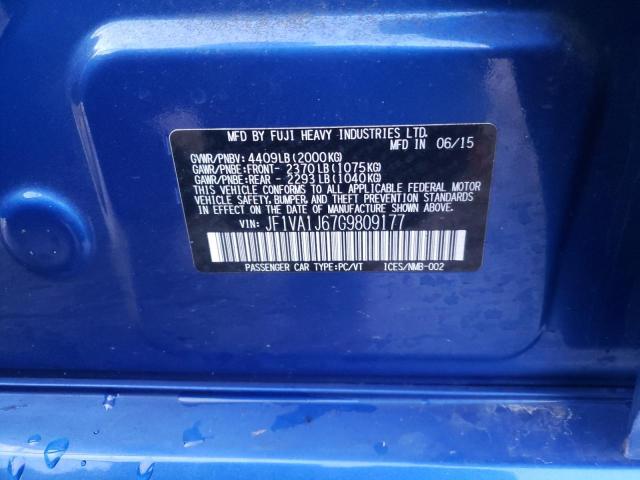 MFD BY FUJI HEAVY INDUSTRIES LTD.
MFD IN 06/15
GVWR/PNBV: 4409LB(2000KG)
GAWR/PNBE:FRONT- 2370LB(1075KG)
GAWR/PNBE:REAR - 2293LB(1040KG)
THIS VEHICLE CONFORMS TO ALL APPLICABLE FEDERAL MOTOR
VEHICLE SAFETY, BUMPER, AND THEFT PREVENTION STANDARDS
IN EFFECT ON THE DATE OF MANUFACTURE SHOWN ABOVE.
VIN: JF1VA1J67G9809177
PASSENGER CAR TYPE:PC/VT ICES/NMB-002